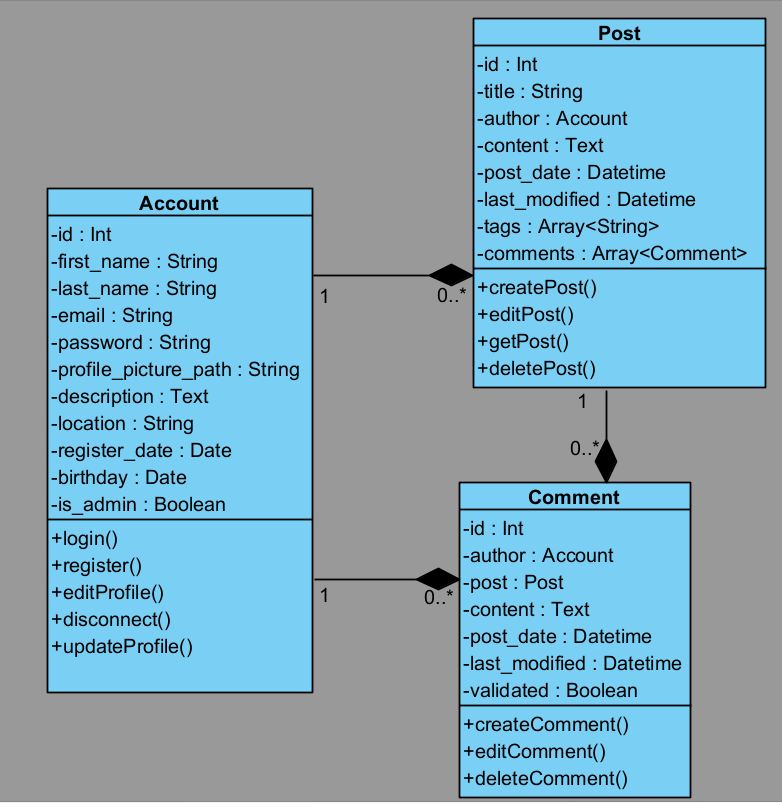 Post
-id : Int
-title : String
-author : Account
-content : Text
-post_date : Datetime
-last_modified : Datetime
-tags : Array<String>
-comments : Array<Comment>
+createPost()
+editPost()
+getPost()
+deletePost()
Account
-id : Int
-first_name : String
-last_name : String
-email : String
-password : String
-profile_picture_path : String
-description : Text
-location : String
-register_date : Date
-birthday : Date
-is_admin : Boolean
+login()
+register()
+editProfile()
+disconnect()
+updateProfile()
1
0..*
1
0..*
1
0..*
Comment
-id : Int
-author : Account
-post : Post
-content : Text
-post_date : Datetime
-last_modified : Datetime
-validated : Boolean
+createComment()
+editComment()
+deleteComment()